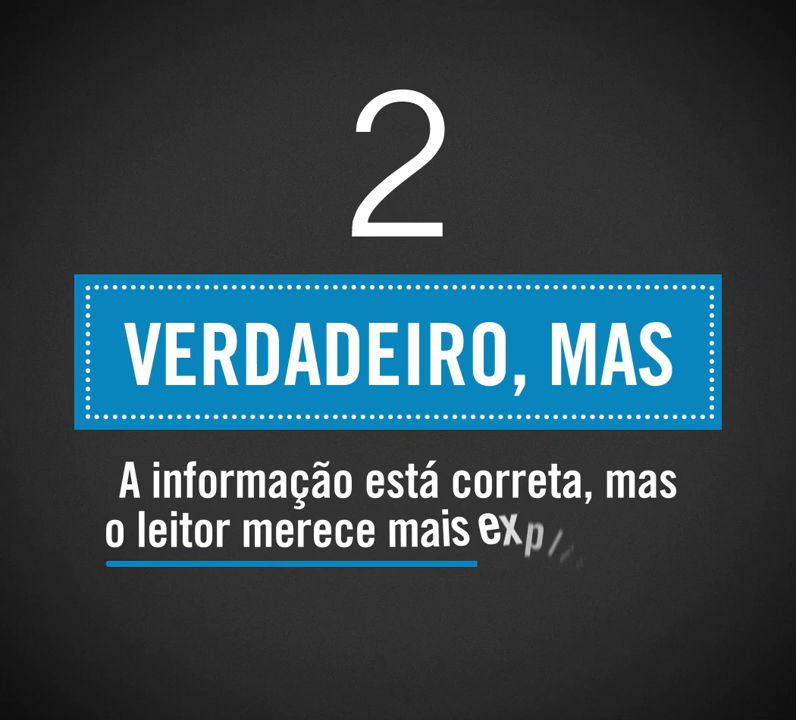 2
VERDADEIRO, MAS
A informação está correta, mas
o leitor merece mais